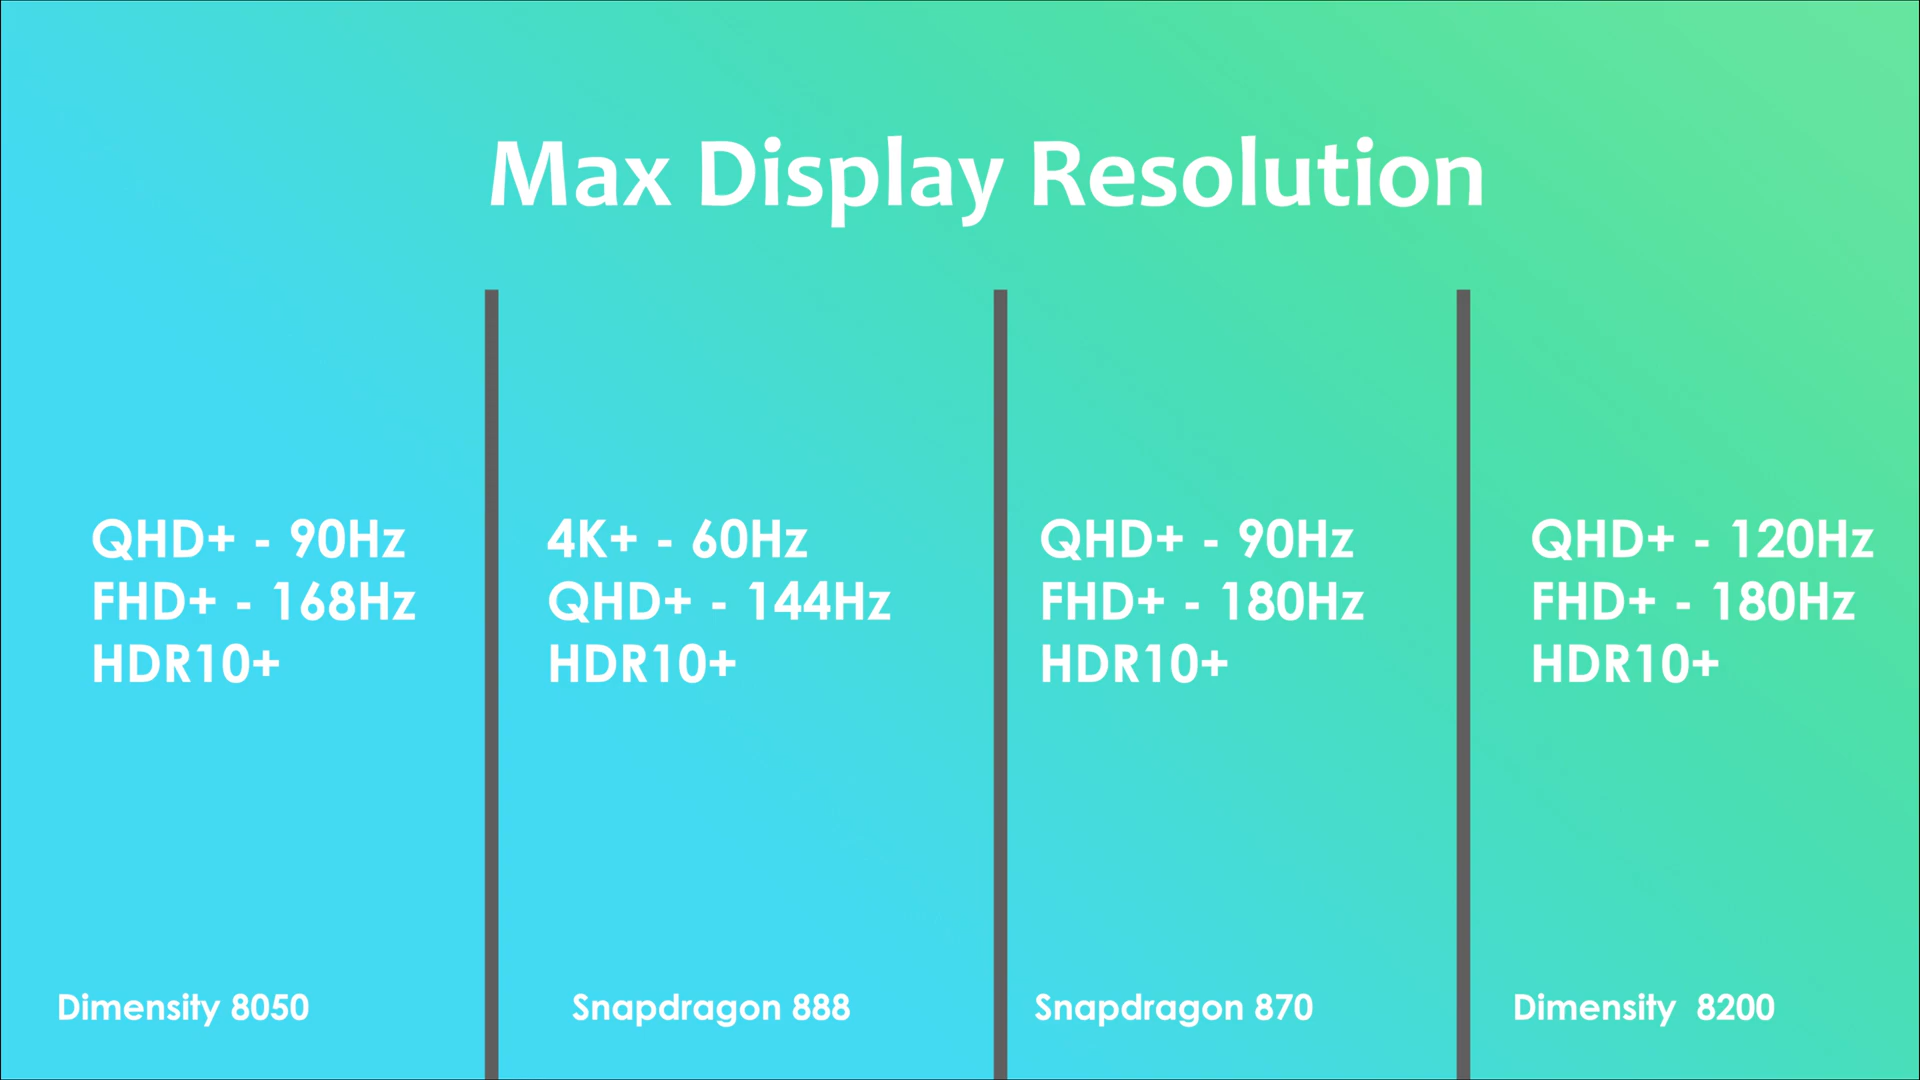 Max Display Resolution
QHD+ - 90Hz
FHD+ - 168Hz
HDR10+
Dimensity 8050
4K+ - 60Hz
QHD+ - 144Hz
HDR10+
Snapdragon 888
QHD+ - 90Hz
FHD+ - 180Hz
HDR10+
Snapdragon 870
QHD+ - 120Hz
FHD+ - 180Hz
HDR10+
Dimensity  8200